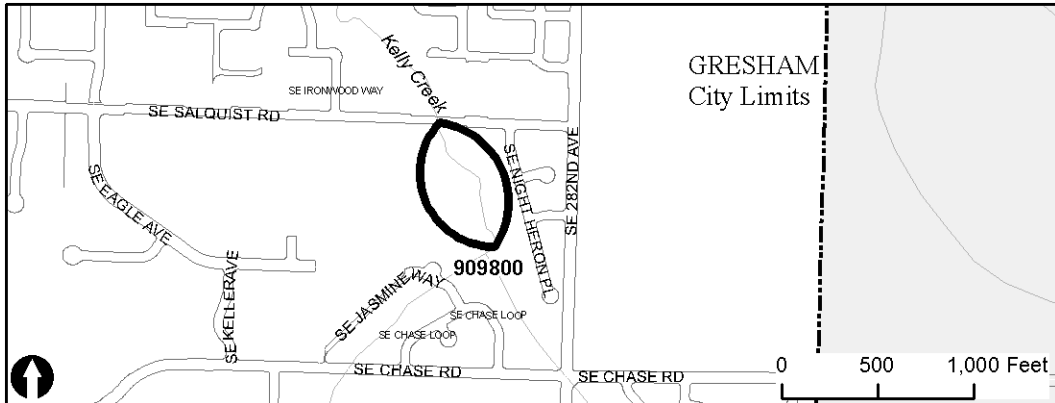 Kelly Creek
GRESHAM
City Limits
SE IRONWOOD WAY
SE SALQUIST RD
SE NIGHT HERON PL
SE 282ND AVE
SE EAGLE AVE
909800
SE JASMINE WAY
SE KELLERAVE
SE CHASE LOOP
SE CHASE LOOP
SE CHASE RD
SE CHASE RD
0 500 1,000 Feet